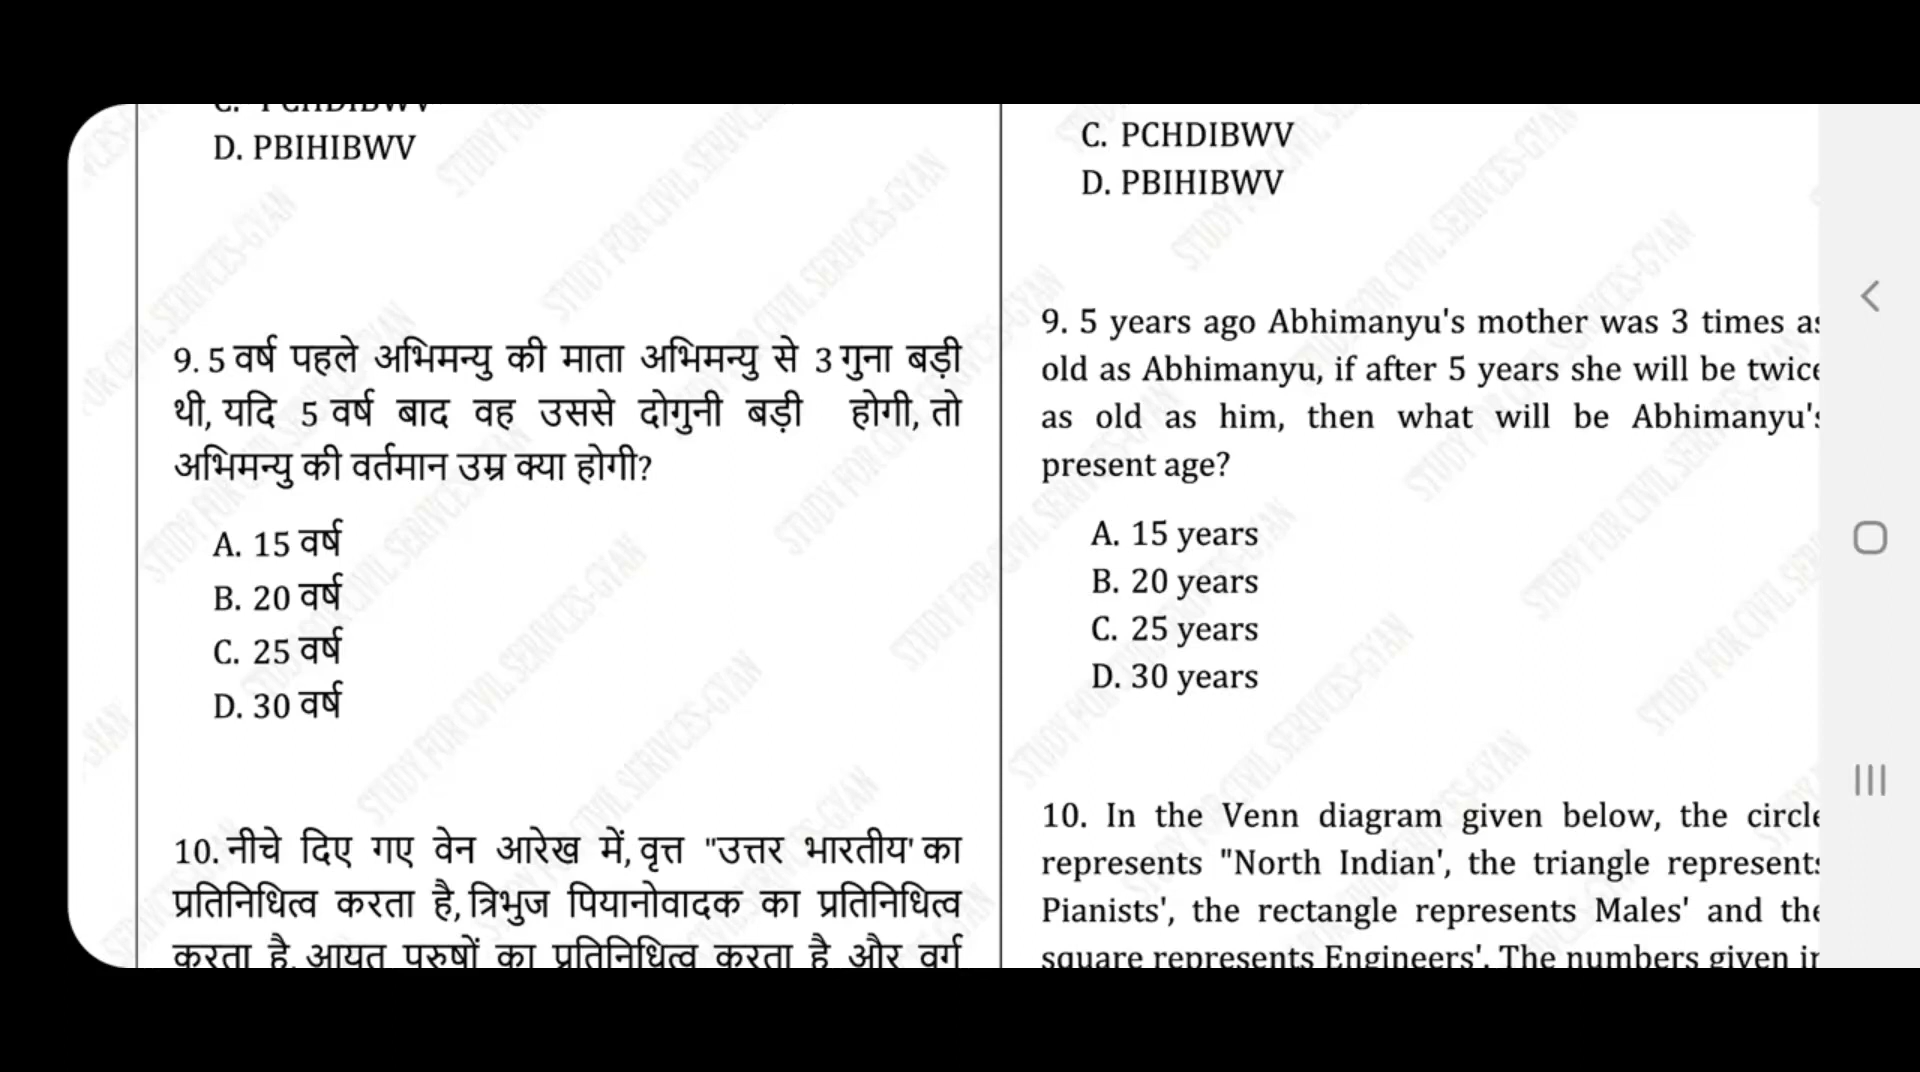 D. PBIHIBWV
9. 5 वर्ष पहले अभिमन्यु की माता अभिमन्यु से 3 गुना बड़ी
थी, यदि 5 वर्ष बाद वह उससे दोगुनी बड़ी होगी, तो
अभिमन्यु की वर्तमान उम्र क्या होगी?
A. 15 वर्ष
B. 20 वर्ष
C. 25 वर्ष
D. 30 वर्ष
10. नीचे दिए गए वेन आरेख में, वृत्त "उत्तर भारतीय' का
प्रतिनिधित्व करता है, त्रिभुज पियानोवादक का प्रतिनिधित्व
करता है, आयत पुरुषों का प्रतिनिधित्व करता है और वर्ग
C. PCHDIBWV
D. PBIHIBWV
9. 5 years ago Abhimanyu's mother was 3 times as
old as Abhimanyu, if after 5 years she will be twice
as old as him, then what will be Abhimanyu's
present age?
A. 15 years
B. 20 years
C. 25 years
D. 30 years
10. In the Venn diagram given below, the circle
represents "North Indian', the triangle represents
Pianists', the rectangle represents Males' and the
square represents Engineers'. The numbers given in
STUDY FOR CIVIL SERIVCES-GYAN